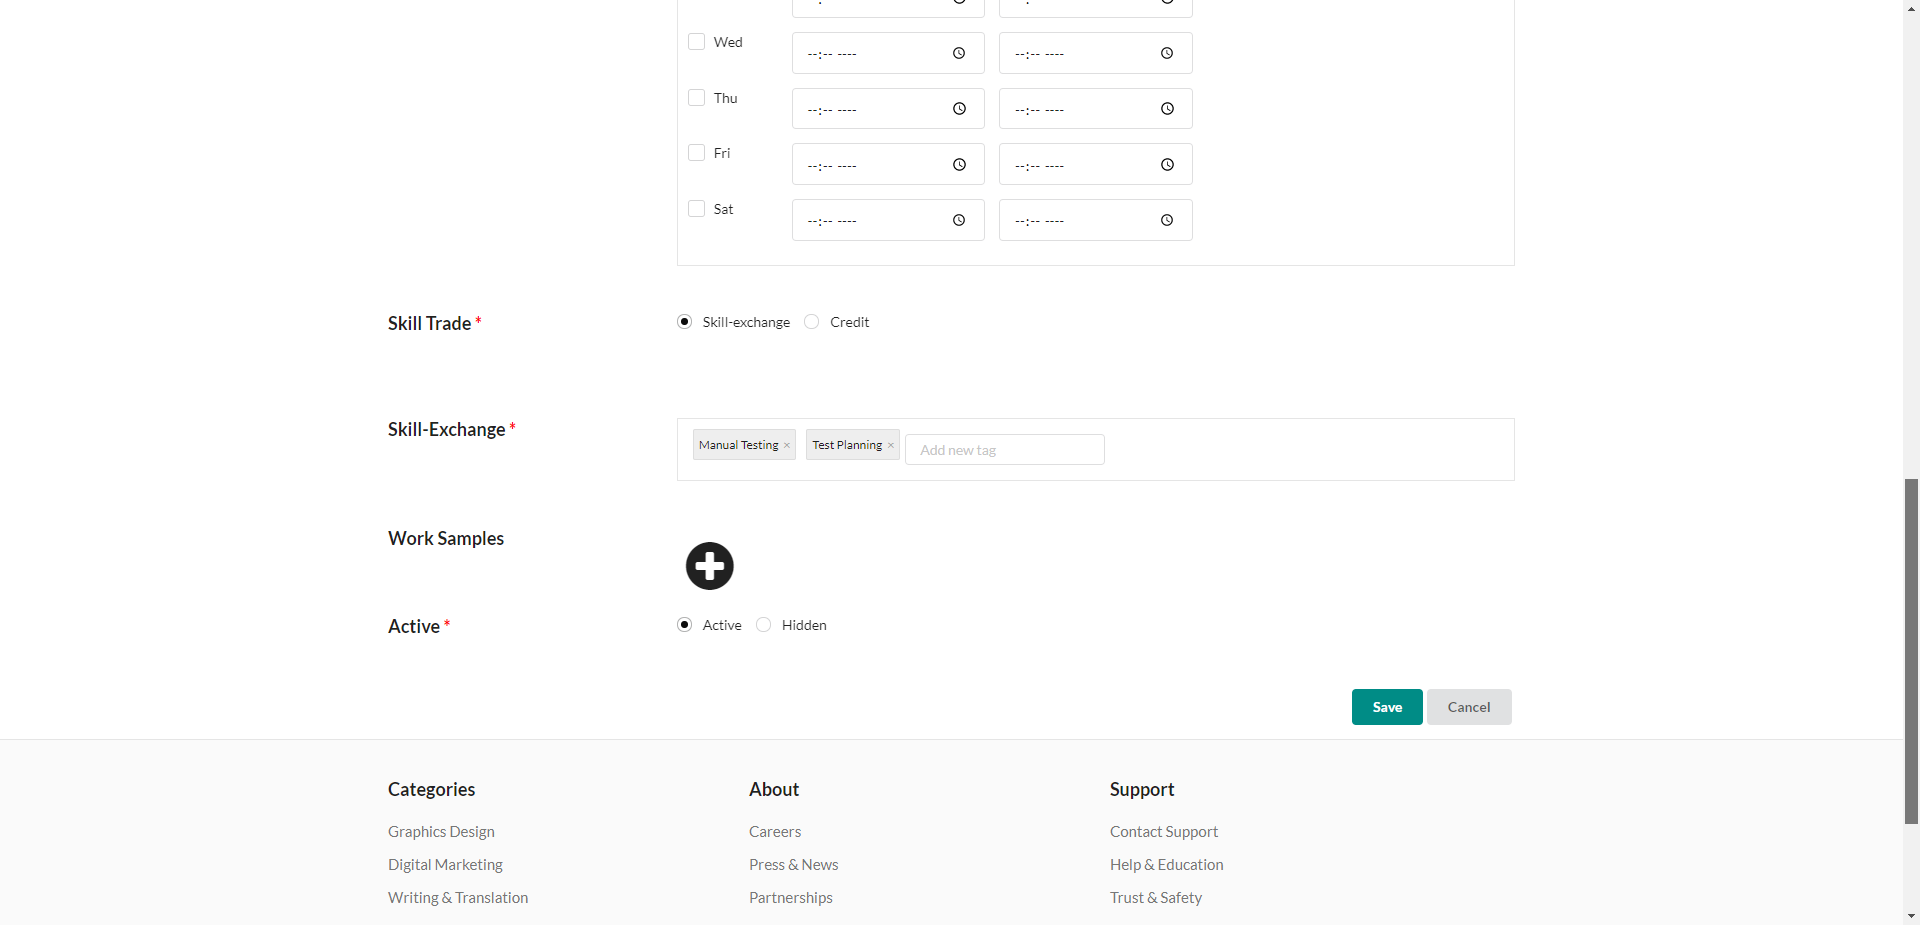 Wed --:-- ---- --:-- ----
Thu --:-- ---- --:-- ----
Fri --:-- ---- --:-- ----
Sat --:-- ---- --:-- ----
Skill Trade * Skill-exchange Credit
Skill-Exchange * Manual Testing × Test Planning × Add new tag
Work Samples
Active * Active Hidden
Save Cancel
Categories About Support
Graphics Design Careers Contact Support
Digital Marketing Press & News Help & Education
Writing & Translation Partnerships Trust & Safety